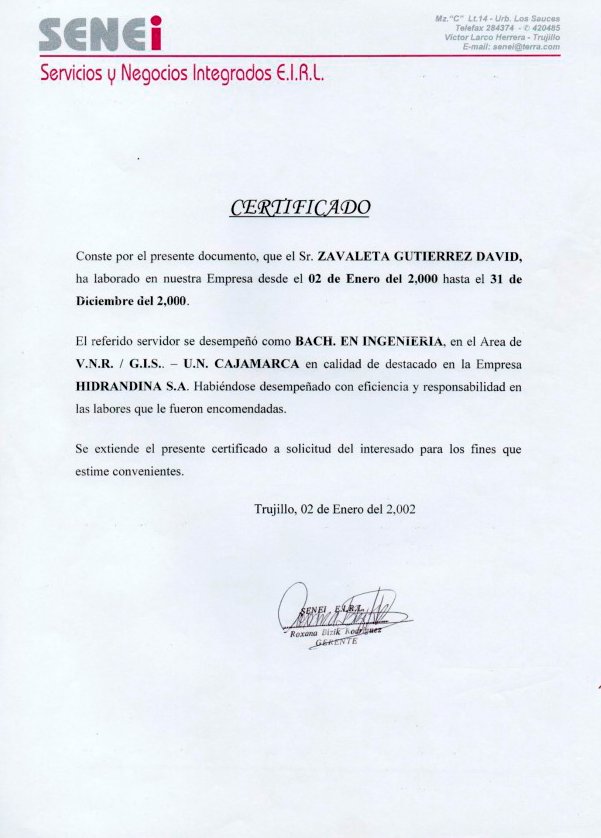 SENEi
Mz."C" Lt.14 - Urb. Los Sauces
Telefax 284374 - ✆ 420485
Víctor Larco Herrera - Trujillo
E-mail: senei@terra.com
Servicios y Negocios Integrados E.I.R.L.
CERTIFICADO
Conste por el presente documento, que el Sr. ZAVALETA GUTIERREZ DAVID,
ha laborado en nuestra Empresa desde el 02 de Enero del 2,000 hasta el 31 de
Diciembre del 2,000.
El referido servidor se desempeñó como BACH. EN INGENIERIA, en el Area de
V.N.R. / G.I.S.. – U.N. CAJAMARCA en calidad de destacado en la Empresa
HIDRANDINA S.A. Habiéndose desempeñado con eficiencia y responsabilidad en
las labores que le fueron encomendadas.
Se extiende el presente certificado a solicitud del interesado para los fines que
estime convenientes.
Trujillo, 02 de Enero del 2,002
SENEI E.I.R.L.
Roxana Bizik Rodriguez
GERENTE